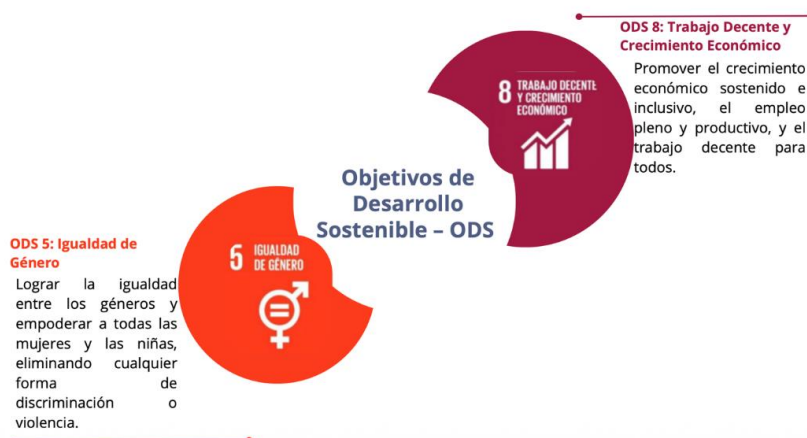 ODS 8: Trabajo Decente y
Crecimiento Económico
Promover el crecimiento
económico sostenido e
inclusivo, el empleo
pleno y productivo, y el
trabajo decente para
todos.
8 TRABAJO DECENTE
Y CRECIMIENTO
ECONÓMICO
Objetivos de
Desarrollo
Sostenible – ODS
5 IGUALDAD
DE GÉNERO
ODS 5: Igualdad de
Género
Lograr la igualdad
entre los géneros y
empoderar a todas las
mujeres y las niñas,
eliminando cualquier
forma de
discriminación o
violencia.